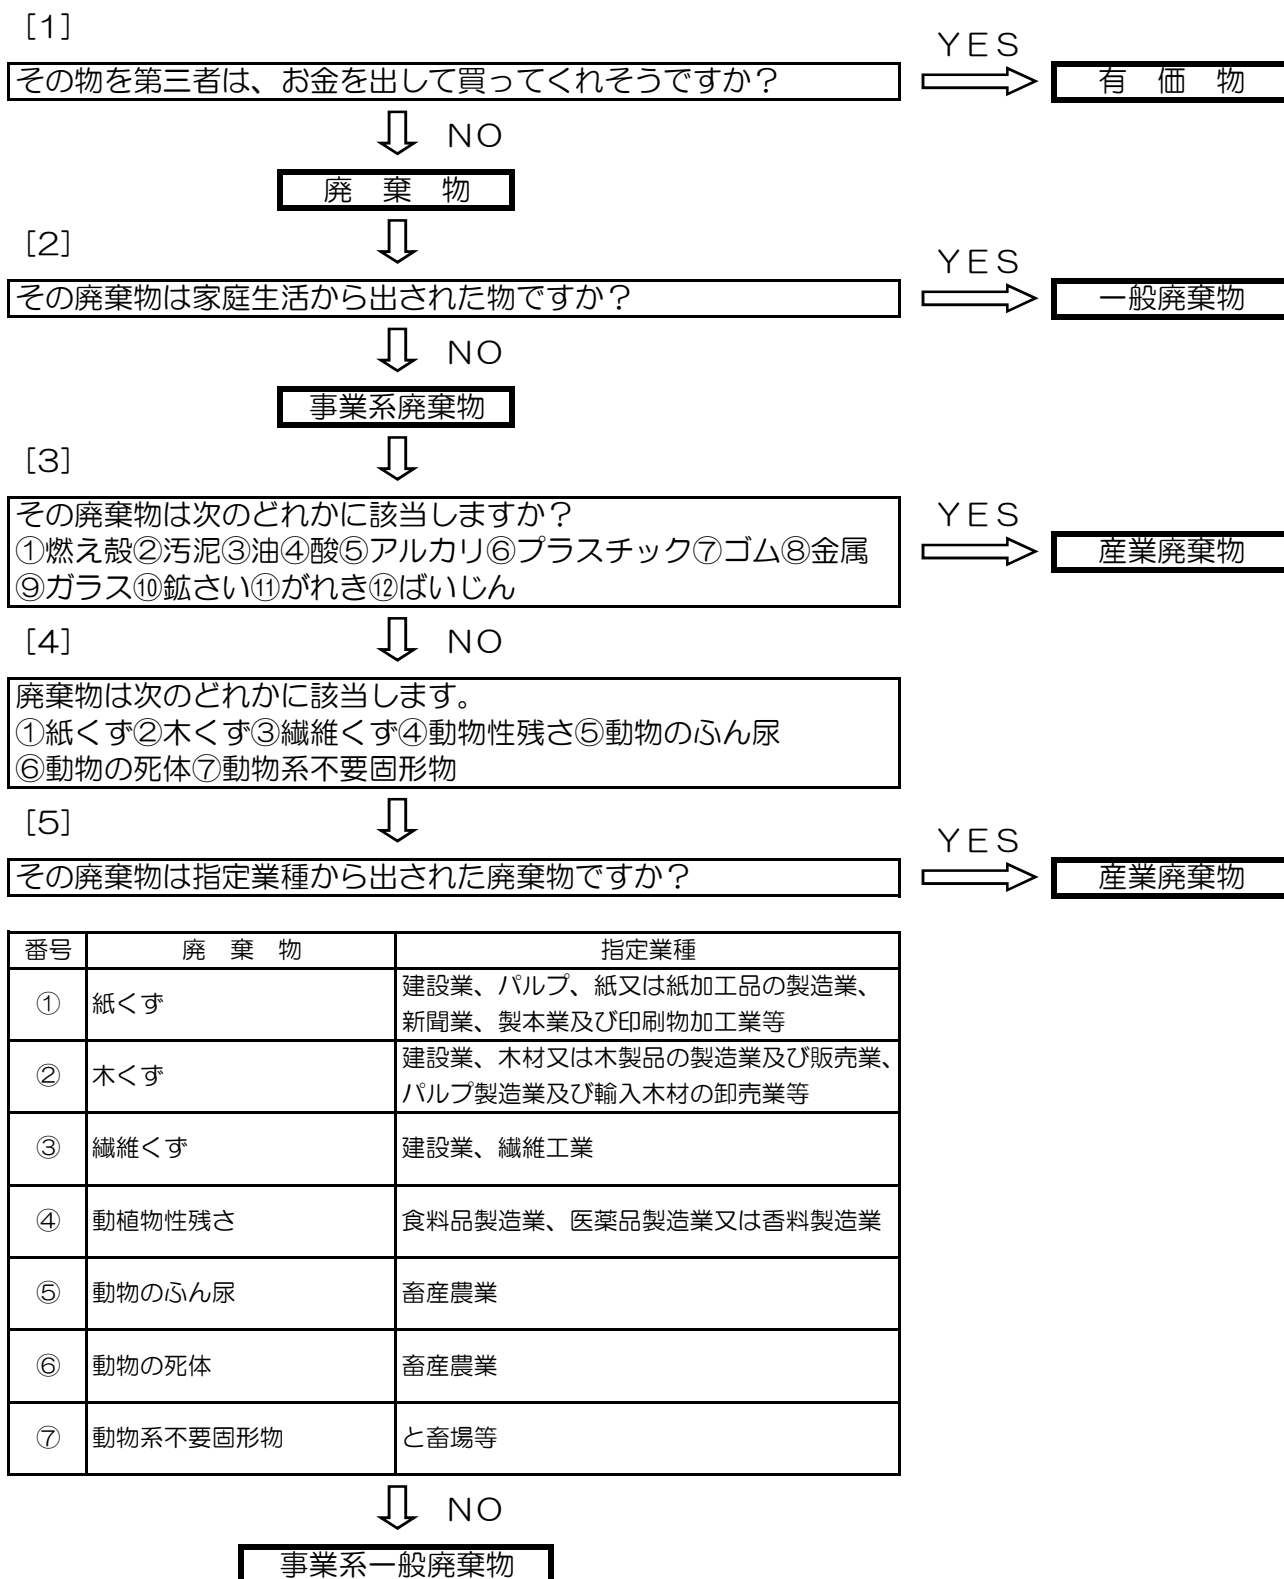 [1]
YES
その物を第三者は、お金を出して買ってくれそうですか？
有 価 物
NO
廃 棄 物
[2]
YES
その廃棄物は家庭生活から出された物ですか？
一般廃棄物
NO
事業系廃棄物
[3]
YES
その廃棄物は次のどれかに該当しますか？
①燃え殻②汚泥③油④酸⑤アルカリ⑥プラスチック⑦ゴム⑧金属
⑨ガラス⑩鉱さい⑪がれき⑫ばいじん
産業廃棄物
[4]
NO
廃棄物は次のどれかに該当します。
①紙くず②木くず③繊維くず④動物性残さ⑤動物のふん尿
⑥動物の死体⑦動物系不要固形物
[5]
YES
その廃棄物は指定業種から出された廃棄物ですか？
産業廃棄物
番号 廃 棄 物 指定業種
① 紙くず 建設業、パルプ、紙又は紙加工品の製造業、
新聞業、製本業及び印刷物加工業等
② 木くず 建設業、木材又は木製品の製造業及び販売業、
パルプ製造業及び輸入木材の卸売業等
③ 繊維くず 建設業、繊維工業
④ 動植物性残さ 食料品製造業、医薬品製造業又は香料製造業
⑤ 動物のふん尿 畜産農業
⑥ 動物の死体 畜産農業
⑦ 動物系不要固形物 と畜場等
NO
事業系一般廃棄物